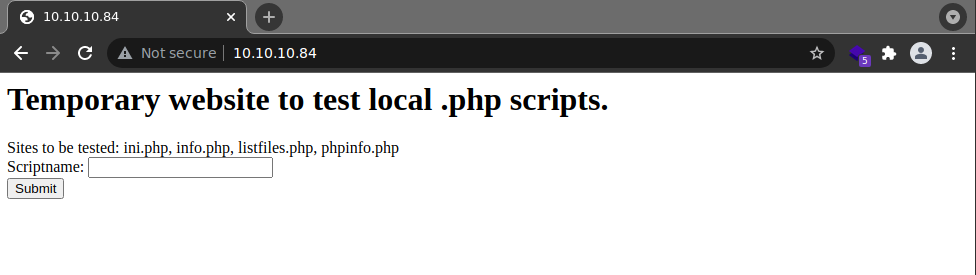 10.10.10.84
Not secure 10.10.10.84
5
Temporary website to test local .php scripts.
Sites to be tested: ini.php, info.php, listfiles.php, phpinfo.php
Scriptname:
Submit